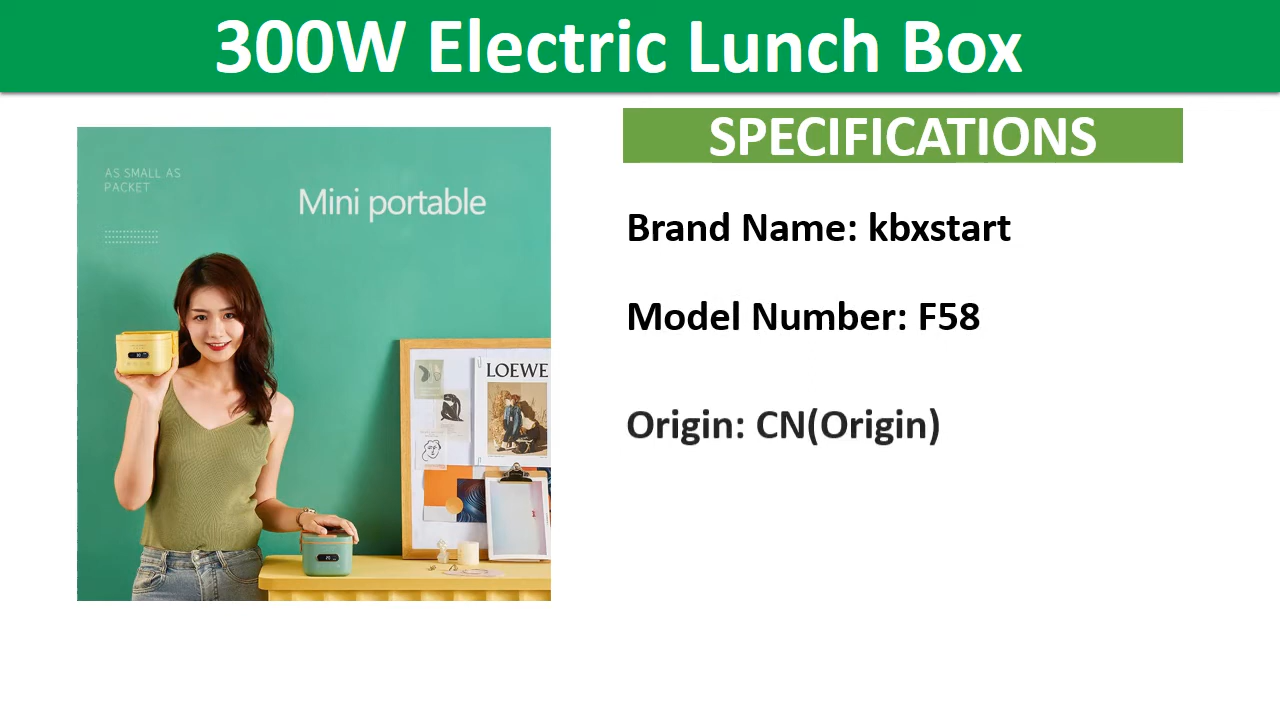 300W Electric Lunch Box
SPECIFICATIONS
AS SMALL AS
PACKET
Mini portable
Brand Name: kbxstart
Model Number: F58
Origin: CN(Origin)
LOEWE